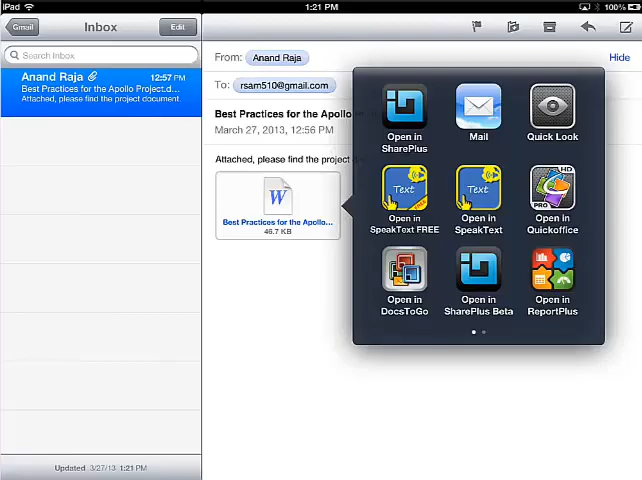 iPad
1:21 PM
100%
Gmail
Inbox
Edit
Search Inbox
Anand Raja
12:57 PM
Best Practices for the Apollo Project.d...
Attached, please find the project document.
Updated 3/27/13 1:21 PM
From: Anand Raja
Hide
To: rsam510@gmail.com
Best Practices for the Apollo
March 27, 2013, 12:56 PM
Attached, please find the project d
W
Best Practices for the Apollo...
46.7 KB
Open in
SharePlus
Mail
Quick Look
Text
FREE
Open in
SpeakText FREE
Text
Open in
SpeakText
HD
PRO
Open in
Quickoffice
Open in
DocsToGo
Open in
SharePlus Beta
Open in
ReportPlus